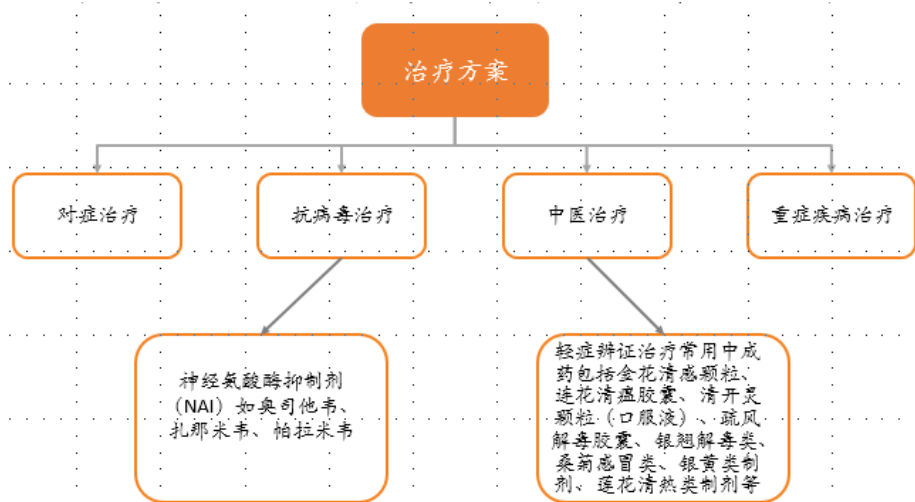 治疗方案
对症治疗
抗病毒治疗
中医治疗
重症疾病治疗
神经氨酸酶抑制剂
（NAI）如奥司他韦、
扎那米韦、帕拉米韦
轻症辨证治疗常用中成
药包括金花清感颗粒、
连花清瘟胶囊、清开灵
颗粒（口服液）、疏风
解毒胶囊、银翘解毒类、
桑菊感冒类、银黄类制
剂、莲花清热类制剂等